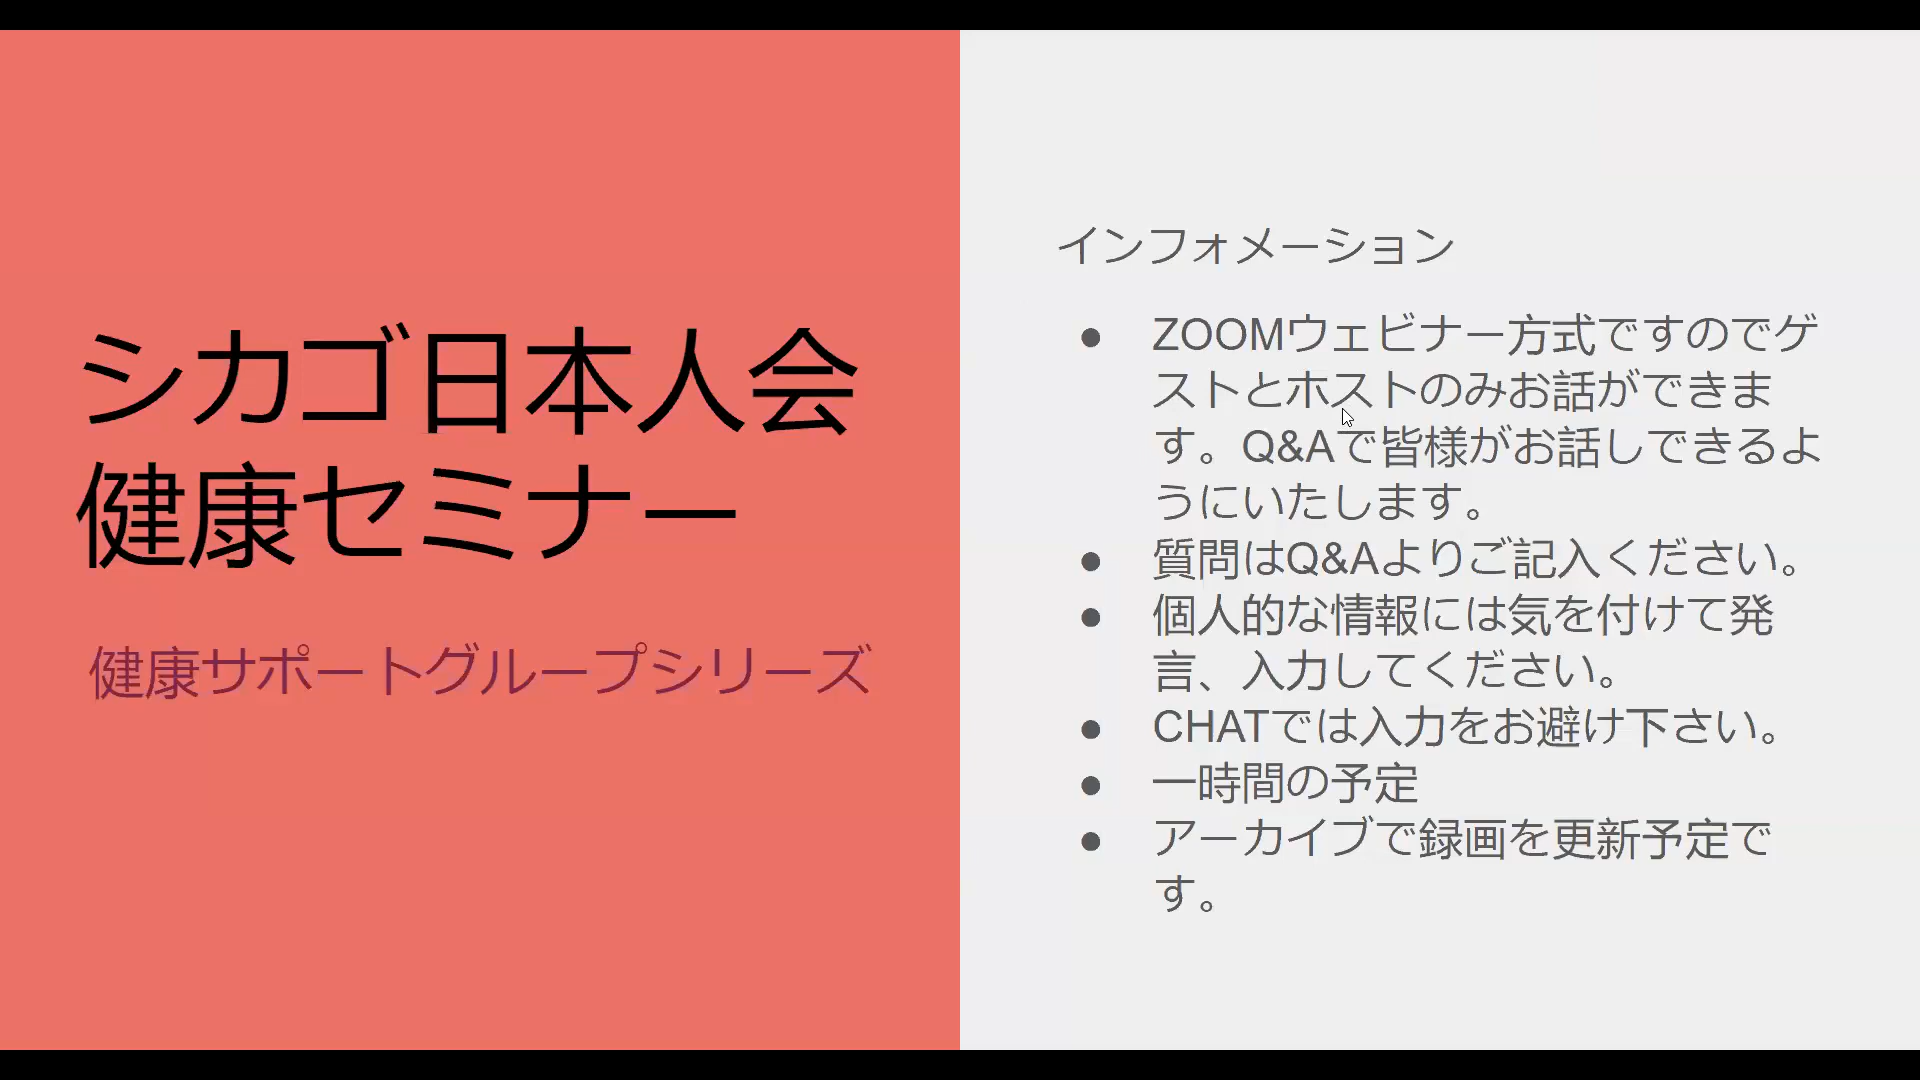 シカゴ日本人会
健康セミナー
健康サポートグループシリーズ
インフォメーション
● ZOOMウェビナー方式ですのでゲ
ストとホストのみお話ができま
す。Q&Aで皆様がお話しできるよ
うにいたします。
● 質問はQ&Aよりご記入ください。
● 個人的な情報には気を付けて発
言、入力してください。
● CHATでは入力をお避け下さい。
● 一時間の予定
● アーカイブで録画を更新予定で
す。